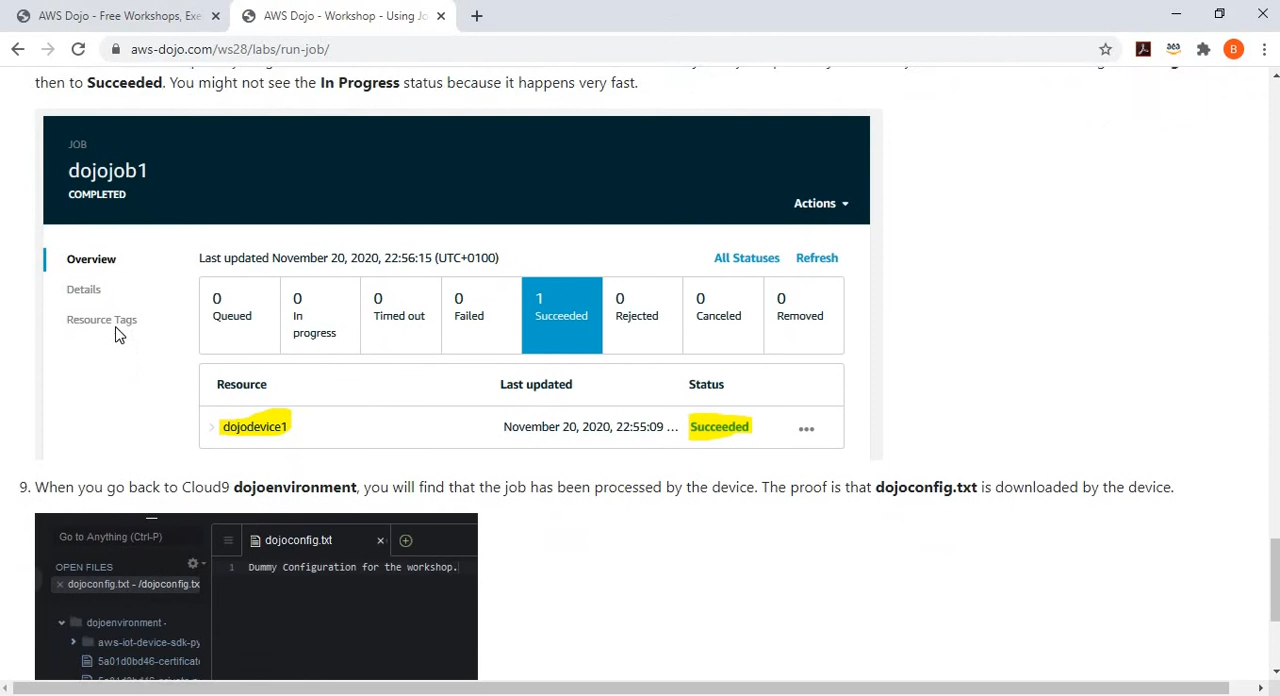 AWS Dojo - Free Workshops, Exe
AWS Dojo - Workshop - Using Jo
aws-dojo.com/ws28/labs/run-job/
B
then to Succeeded. You might not see the In Progress status because it happens very fast.
JOB
dojojob1
COMPLETED
Actions
Overview
Details
Resource Tags
Last updated November 20, 2020, 22:56:15 (UTC+0100)
All Statuses
Refresh
0 0 0 0 1 0 0 0
Queued In progress Timed out Failed Succeeded Rejected Canceled Removed
Resource Last updated Status
dojodevice1 November 20, 2020, 22:55:09 ... Succeeded
9. When you go back to Cloud9 dojoenvironment, you will find that the job has been processed by the device. The proof is that dojoconfig.txt is downloaded by the device.
Go to Anything (Ctrl-P)
OPEN FILES
dojoconfig.txt - /dojoconfig.tx
dojoenvironment -
aws-iot-device-sdk-py
5a01d0bd46-certificat
dojoconfig.txt
1 Dummy Configuration for the workshop.